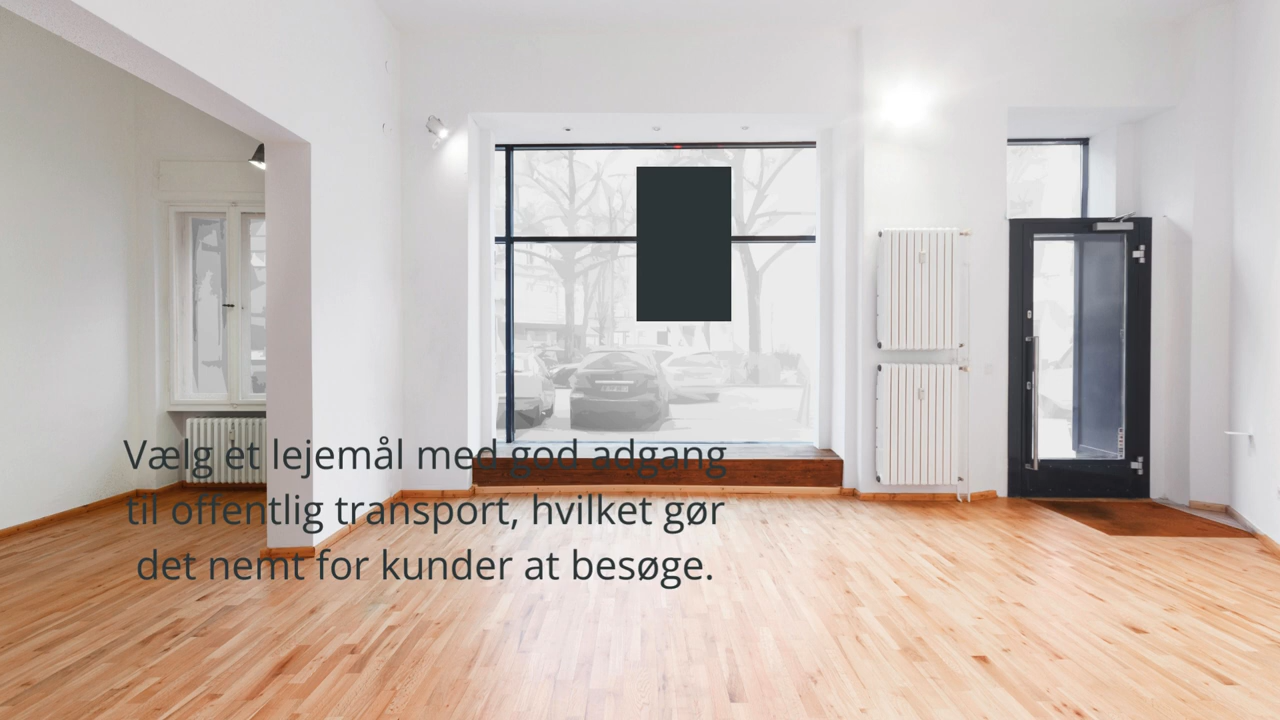 Vælg et lejemål med god adgang
til offentlig transport, hvilket gør
det nemt for kunder at besøge.